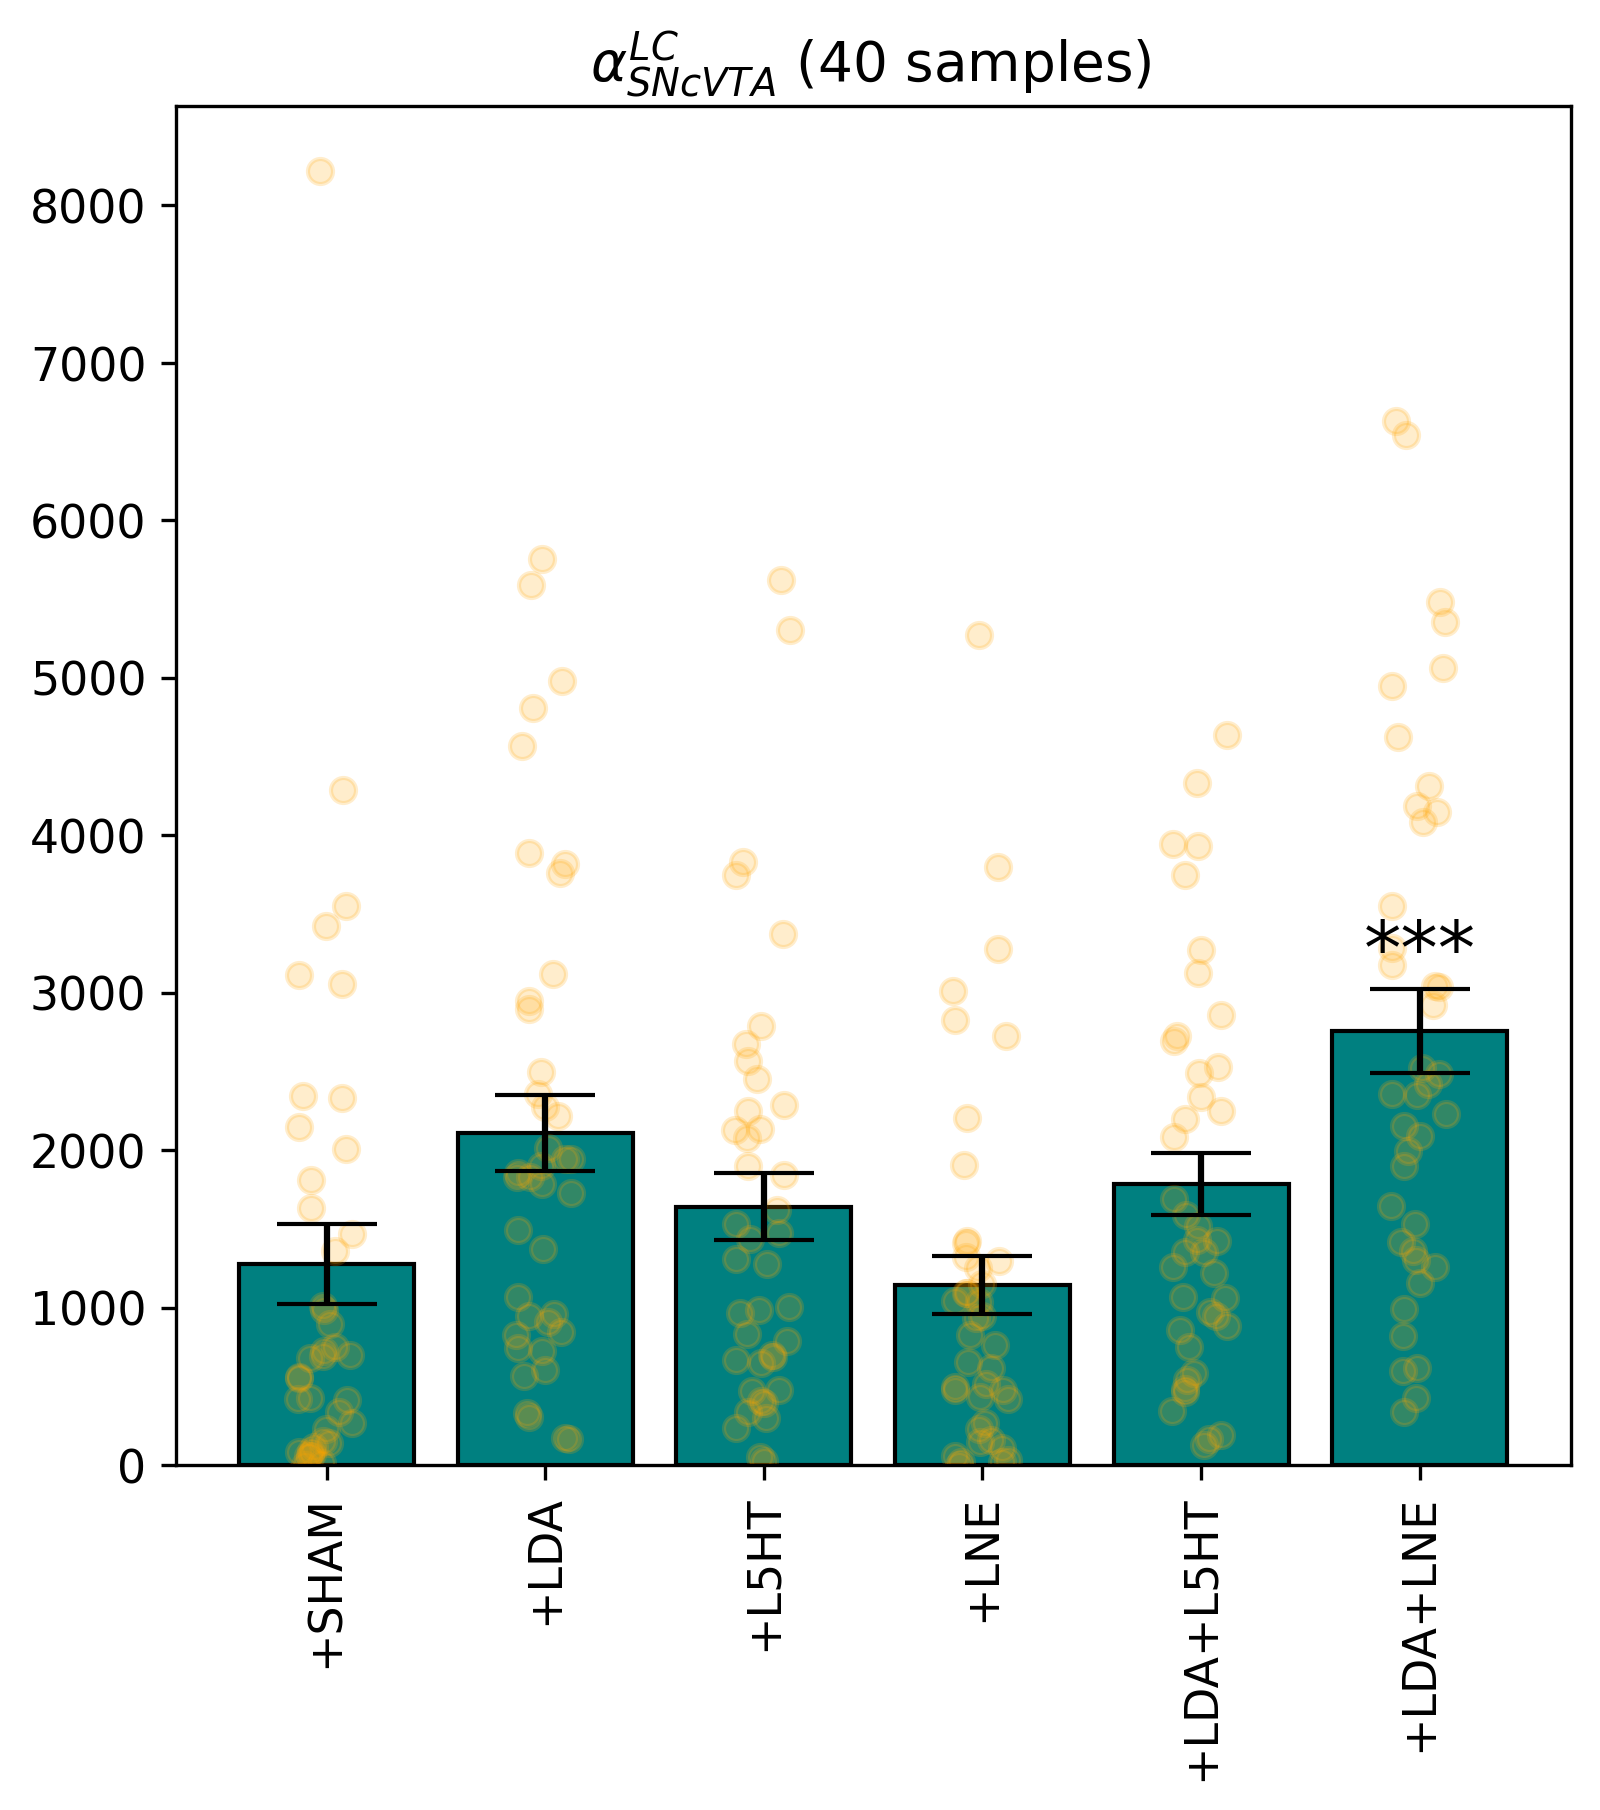 α^{LC}_{SNcVTA} (40 samples)
8000
7000
6000
5000
4000
3000
2000
1000
0
***
+SHAM
+LDA
+L5HT
+LNE
+LDA+L5HT
+LDA+LNE